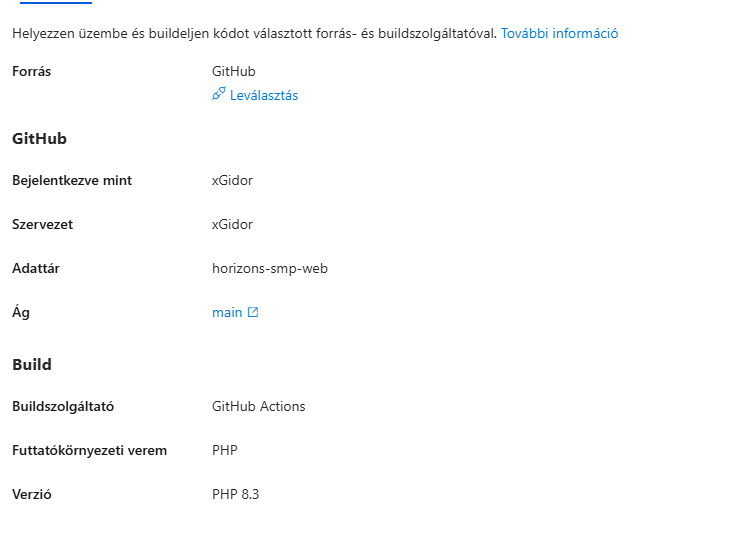 Helyezzen üzembe és buildeljen kódot választott forrás- és buildszolgáltatóval. További információ
Forrás GitHub
Leválasztás
GitHub
Bejelentkezve mint xGidor
Szervezet xGidor
Adattár horizons-smp-web
Ág main
Build
Buildszolgáltató GitHub Actions
Futtatókörnyezeti verem PHP
Verzió PHP 8.3